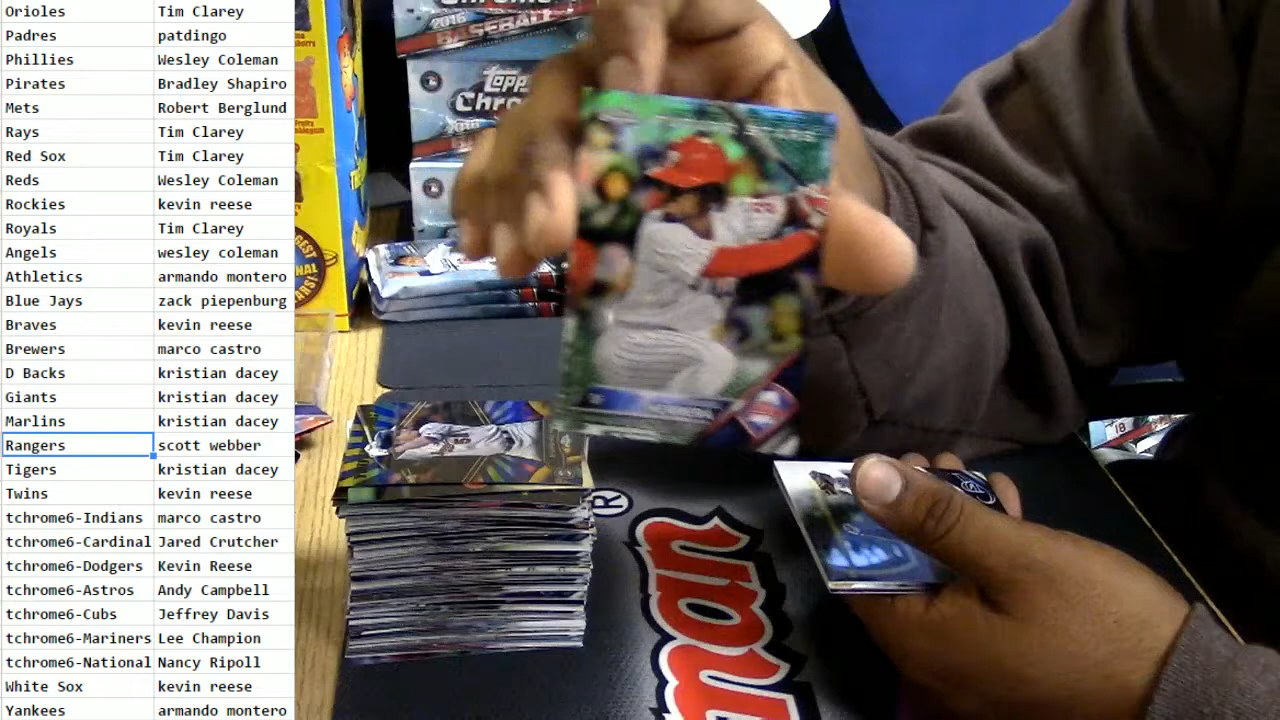 Orioles Tim Clarey
Padres patdingo
Phillies Wesley Coleman
Pirates Bradley Shapiro
Mets Robert Berglund
Rays Tim Clarey
Red Sox Tim Clarey
Reds Wesley Coleman
Rockies kevin reese
Royals Tim Clarey
Angels wesley coleman
Athletics armando montero
Blue Jays zack piepenburg
Braves kevin reese
Brewers marco castro
D Backs kristian dacey
Giants kristian dacey
Marlins kristian dacey
Rangers scott webber
Tigers kristian dacey
Twins kevin reese
tchrome6-Indians marco castro
tchrome6-Cardinal Jared Crutcher
tchrome6-Dodgers Kevin Reese
tchrome6-Astros Andy Campbell
tchrome6-Cubs Jeffrey Davis
tchrome6-Mariners Lee Champion
tchrome6-National Nancy Ripoll
White Sox kevin reese
Yankees armando montero
Chrome
2016
BASEBALL
Topps
Chrome
18
®